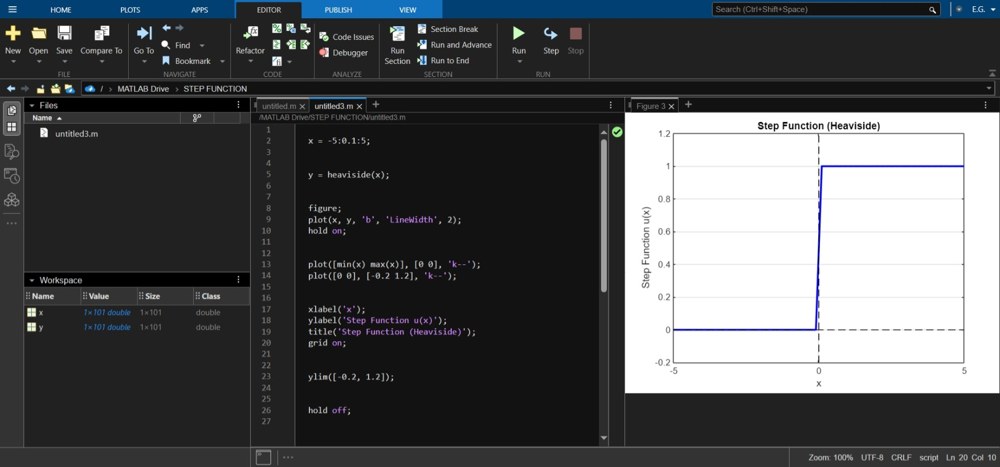 HOME PLOTS APPS EDITOR PUBLISH VIEW Search (Ctrl+Shift+Space) E.G.
New Open Save Compare To Go To Find Bookmark Refactor Code Issues Debugger Run Section Section Break Run and Advance Run to End Run Step Stop
FILE NAVIGATE CODE ANALYZE SECTION RUN
/ › MATLAB Drive › STEP FUNCTION
Files
Name
untitled3.m
Workspace
Name Value Size Class
x 1×101 double 1×101 double
y 1×101 double 1×101 double
untitled.m untitled3.m
/MATLAB Drive/STEP FUNCTION/untitled3.m
1
2 x = -5:0.1:5;
3
4
5 y = heaviside(x);
6
7
8 figure;
9 plot(x, y, 'b', 'LineWidth', 2);
10 hold on;
11
12
13 plot([min(x) max(x)], [0 0], 'k--');
14 plot([0 0], [-0.2 1.2], 'k--');
15
16
17 xlabel('x');
18 ylabel('Step Function u(x)');
19 title('Step Function (Heaviside)');
20 grid on;
21
22
23 ylim([-0.2, 1.2]);
24
25
26 hold off;
27
Figure 3
Step Function (Heaviside)
Step Function u(x)
1.2
1
0.8
0.6
0.4
0.2
0
-0.2
-5 0 5
x
Zoom: 100% UTF-8 CRLF script Ln 20 Col 10